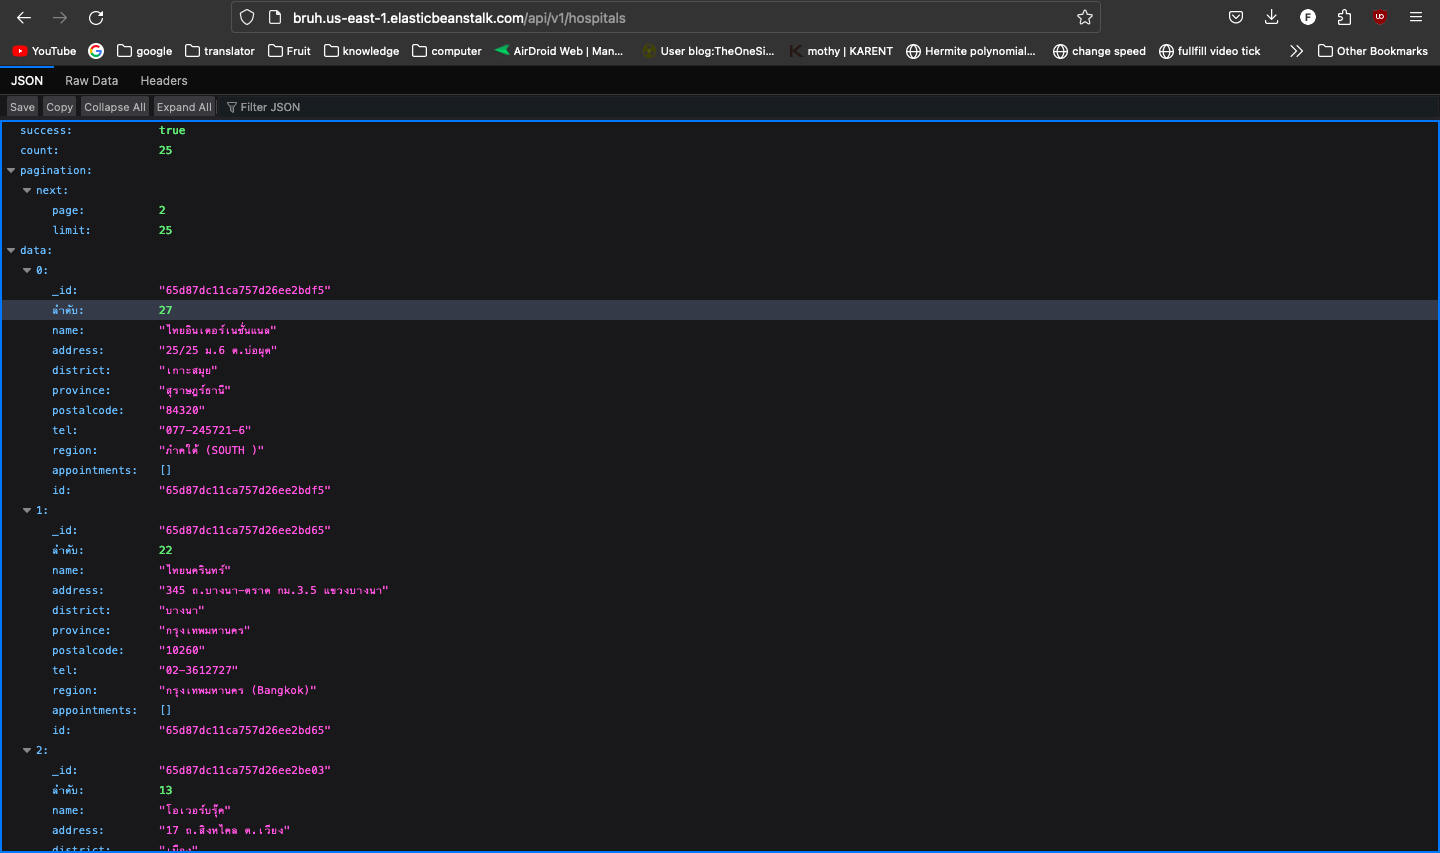 bruh.us-east-1.elasticbeanstalk.com/api/v1/hospitals
YouTube google translator Fruit knowledge computer AirDroid Web | Man... User blog:TheOneSi... mothy | KARENT Hermite polynomial... change speed fullfill video tick Other Bookmarks
JSON Raw Data Headers
Save Copy Collapse All Expand All Filter JSON
success: true
count: 25
pagination:
next:
page: 2
limit: 25
data:
0:
_id: "65d87dc11ca757d26ee2bdf5"
ลำดับ: 27
name: "ไทยอินเตอร์เนชั่นแนล"
address: "25/25 ม.6 ต.บ่อผุด"
district: "เกาะสมุย"
province: "สุราษฎร์ธานี"
postalcode: "84320"
tel: "077-245721-6"
region: "ภำคใต้ (SOUTH )"
appointments: []
id: "65d87dc11ca757d26ee2bdf5"
1:
_id: "65d87dc11ca757d26ee2bd65"
ลำดับ: 22
name: "ไทยนครินทร์"
address: "345 ถ.บางนา-ตราด กม.3.5 แขวงบางนา"
district: "บางนา"
province: "กรุงเทพมหานคร"
postalcode: "10260"
tel: "02-3612727"
region: "กรุงเทพมหานคร (Bangkok)"
appointments: []
id: "65d87dc11ca757d26ee2bd65"
2:
_id: "65d87dc11ca757d26ee2be03"
ลำดับ: 13
name: "โอเวอร์บรุ๊ค"
address: "17 ถ.สิงหไคล ต.เวียง"
district: "เมือง"